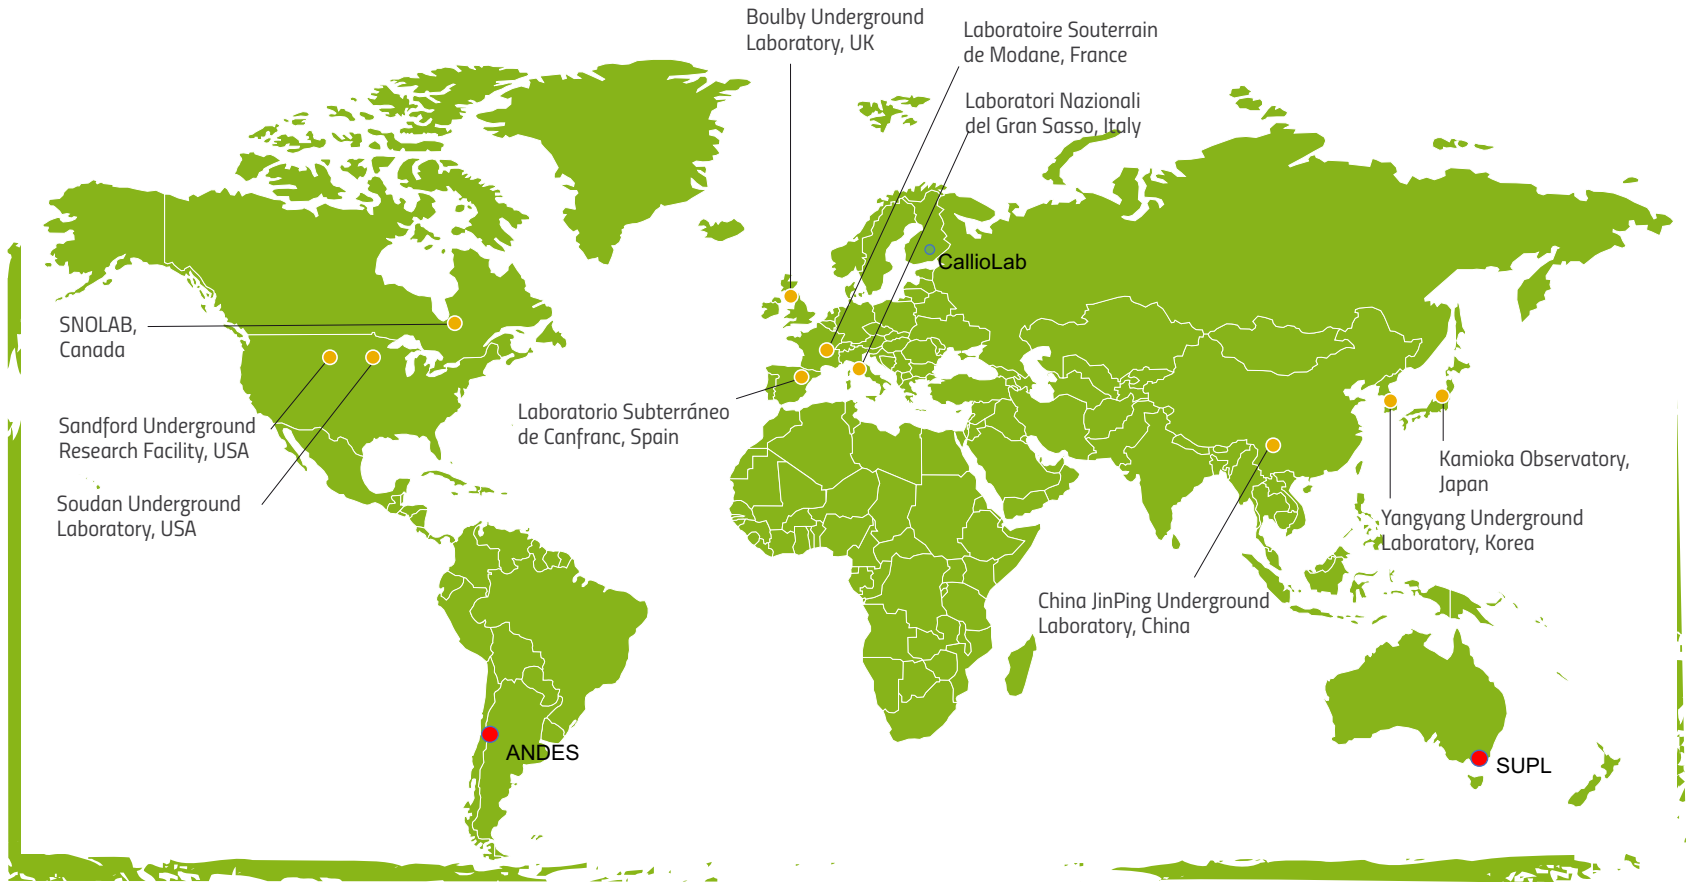 Boulby Underground
Laboratory, UK
Laboratoire Souterrain
de Modane, France
Laboratori Nazionali
del Gran Sasso, Italy
CallioLab
SNOLAB,
Canada
Sandford Underground
Research Facility, USA
Soudan Underground
Laboratory, USA
Laboratorio Subterráneo
de Canfranc, Spain
Kamioka Observatory,
Japan
Yangyang Underground
Laboratory, Korea
China JinPing Underground
Laboratory, China
ANDES
SUPL